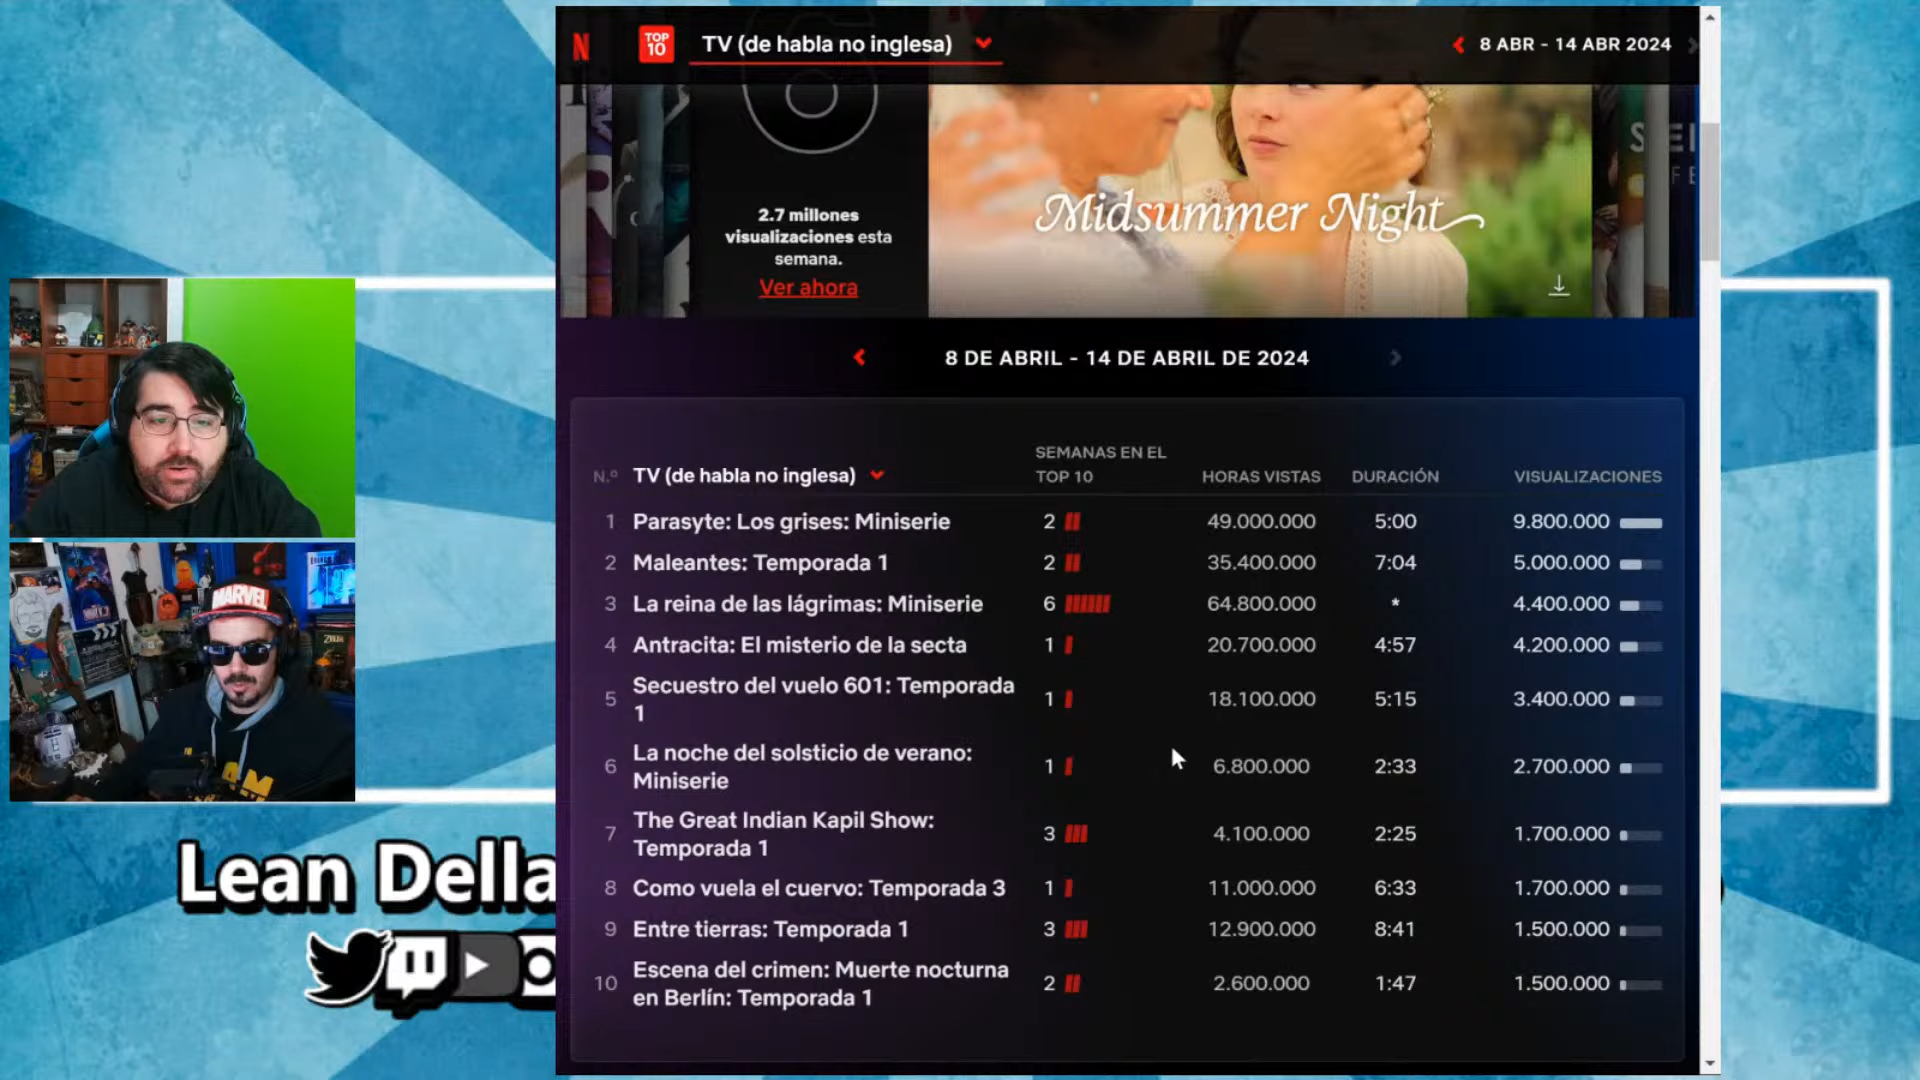 N TOP 10 TV (de habla no inglesa) 8 ABR - 14 ABR 2024
2.7 millones
visualizaciones esta
semana.
Ver ahora
Midsummer Night
8 DE ABRIL - 14 DE ABRIL DE 2024
N.º TV (de habla no inglesa) SEMANAS EN EL TOP 10 HORAS VISTAS DURACIÓN VISUALIZACIONES
1 Parasyte: Los grises: Miniserie 2 49.000.000 5:00 9.800.000
2 Maleantes: Temporada 1 2 35.400.000 7:04 5.000.000
3 La reina de las lágrimas: Miniserie 6 64.800.000 * 4.400.000
4 Antracita: El misterio de la secta 1 20.700.000 4:57 4.200.000
5 Secuestro del vuelo 601: Temporada 1 1 18.100.000 5:15 3.400.000
6 La noche del solsticio de verano: Miniserie 1 6.800.000 2:33 2.700.000
7 The Great Indian Kapil Show: Temporada 1 3 4.100.000 2:25 1.700.000
8 Como vuela el cuervo: Temporada 3 1 11.000.000 6:33 1.700.000
9 Entre tierras: Temporada 1 3 12.900.000 8:41 1.500.000
10 Escena del crimen: Muerte nocturna en Berlín: Temporada 1 2 2.600.000 1:47 1.500.000
MARVEL
Lean Della